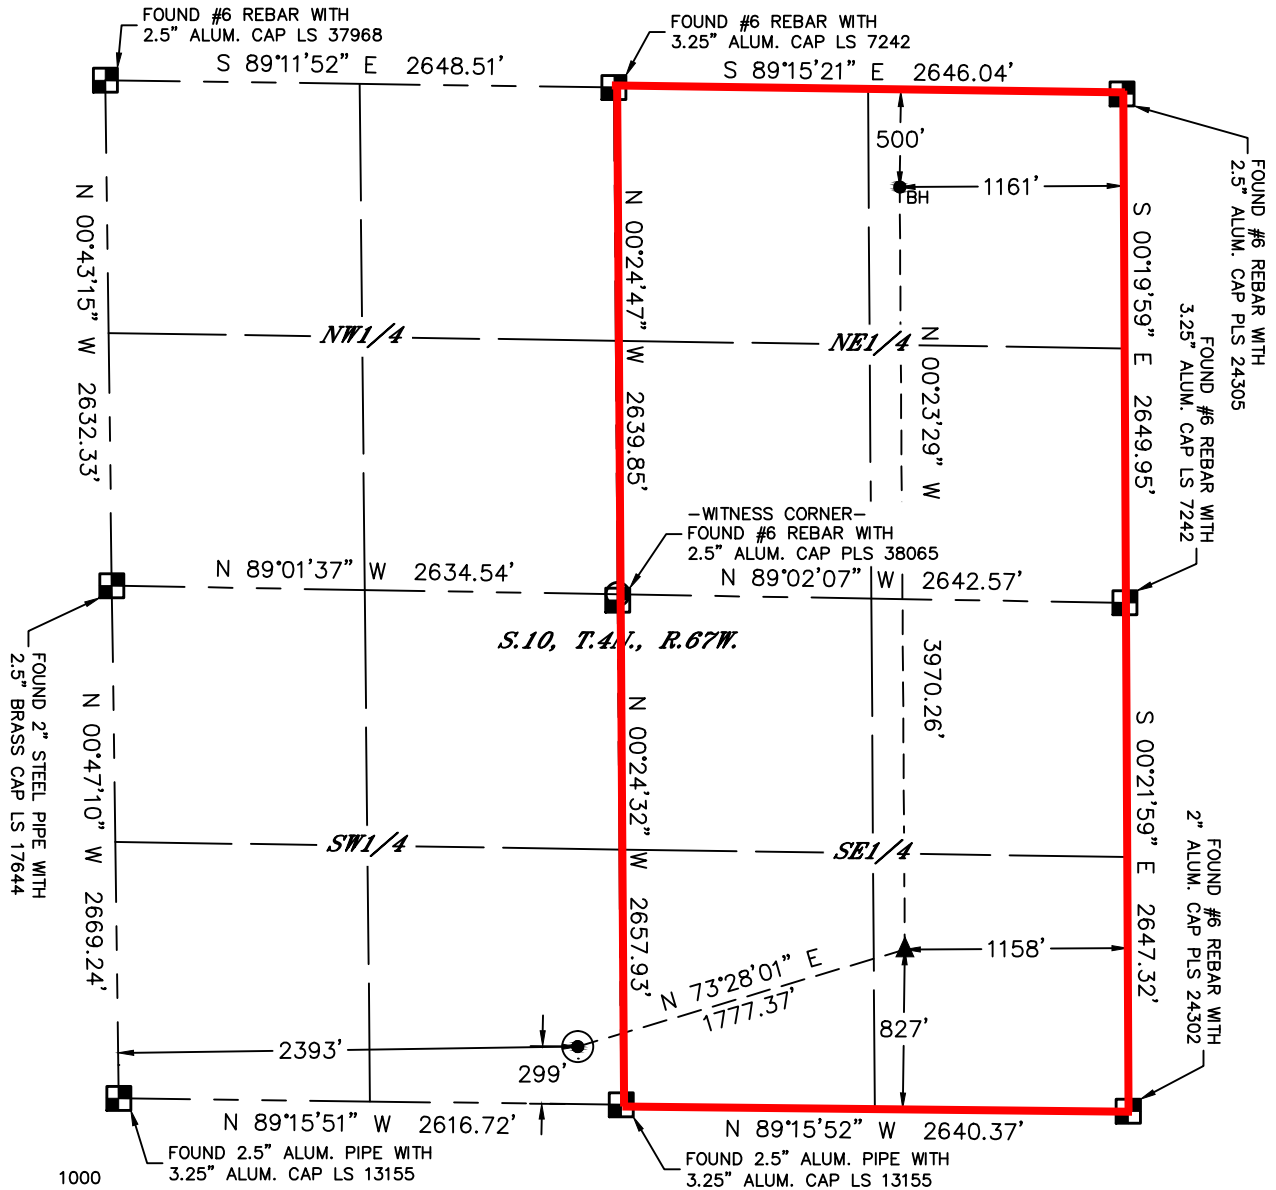 FOUND #6 REBAR WITH
2.5" ALUM. CAP LS 37968
S 89°11'52" E 2648.51'
FOUND #6 REBAR WITH
3.25" ALUM. CAP LS 7242
S 89°15'21" E 2646.04'
500'
1161'
BH
FOUND #6 REBAR WITH
2.5" ALUM. CAP PLS 24305
N 00°43'15" W 2632.33'
N 00°24'47" W 2639.85'
N 00°23'29" W 3970.26'
S 00°19'59" E 2649.95'
NW1/4
NE1/4
FOUND #6 REBAR WITH
3.25" ALUM. CAP LS 7242
-WITNESS CORNER-
FOUND #6 REBAR WITH
2.5" ALUM. CAP PLS 38065
N 89°01'37" W 2634.54'
N 89°02'07" W 2642.57'
S.10, T.4N., R.67W.
FOUND 2" STEEL PIPE WITH
2.5" BRASS CAP LS 17644
N 00°47'10" W 2669.24'
N 00°24'32" W 2657.93'
S 00°21'59" E 2647.32'
SW1/4
SE1/4
FOUND #6 REBAR WITH
2" ALUM. CAP PLS 24302
1158'
N 73°28'01" E
1777.37'
827'
2393'
299'
N 89°15'51" W 2616.72'
N 89°15'52" W 2640.37'
FOUND 2.5" ALUM. PIPE WITH
3.25" ALUM. CAP LS 13155
FOUND 2.5" ALUM. PIPE WITH
3.25" ALUM. CAP LS 13155
1000